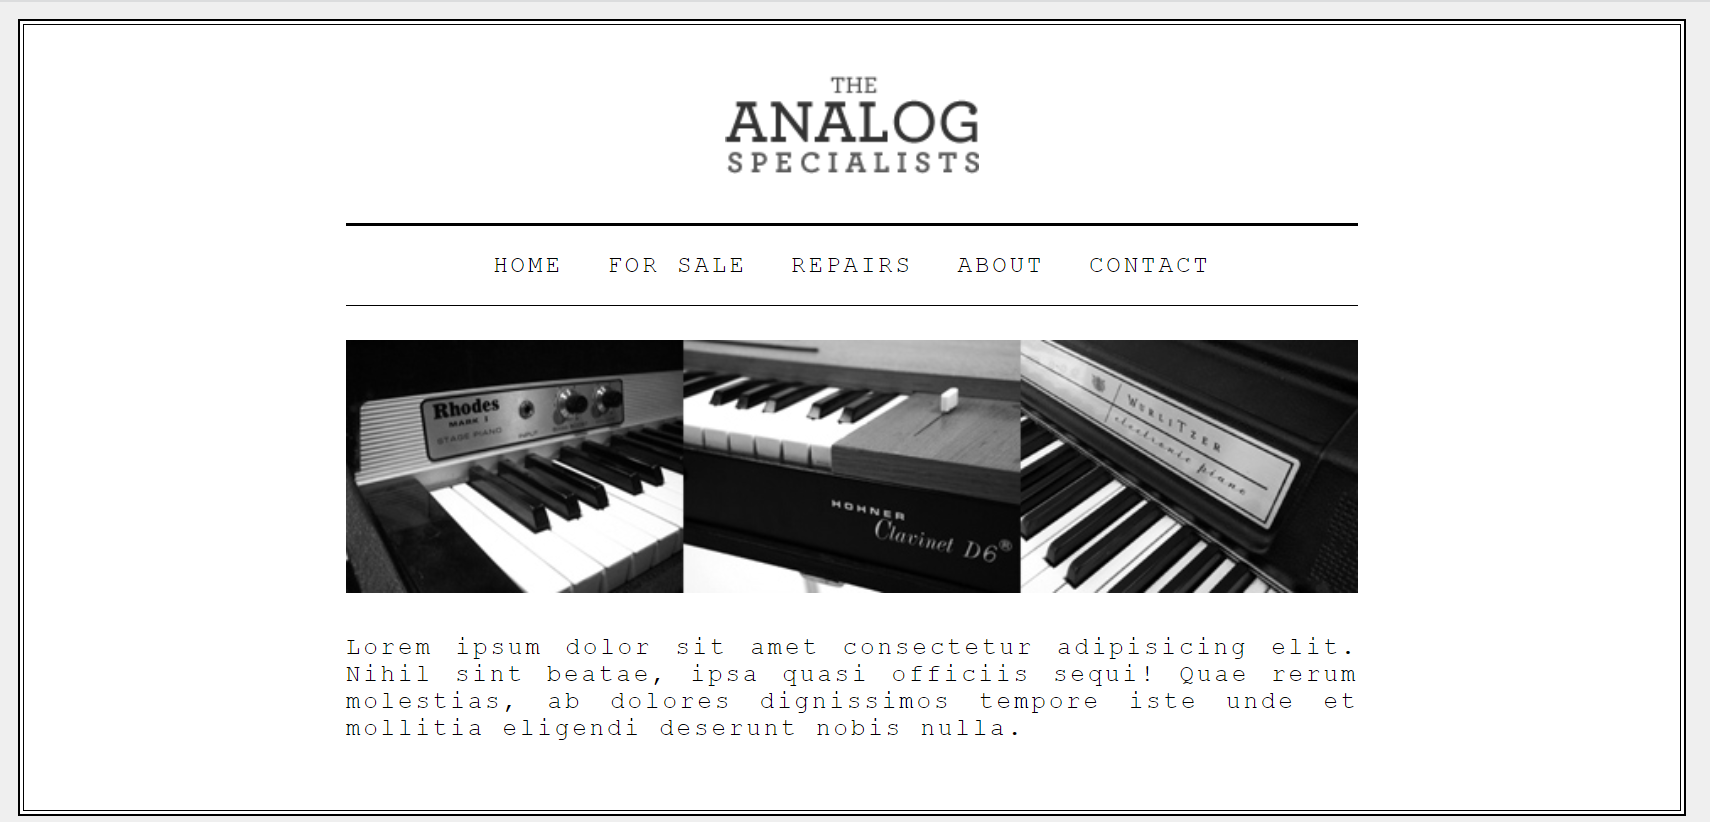 THE
ANALOG
SPECIALISTS
HOME FOR SALE REPAIRS ABOUT CONTACT
Rhodes
MARK I
STAGE PIANO
INPUT
HOHNER
Clavinet D6®
WURLITZER
electronic piano
Lorem ipsum dolor sit amet consectetur adipisicing elit.
Nihil sint beatae, ipsa quasi officiis sequi! Quae rerum
molestias, ab dolores dignissimos tempore iste unde et
mollitia eligendi deserunt nobis nulla.